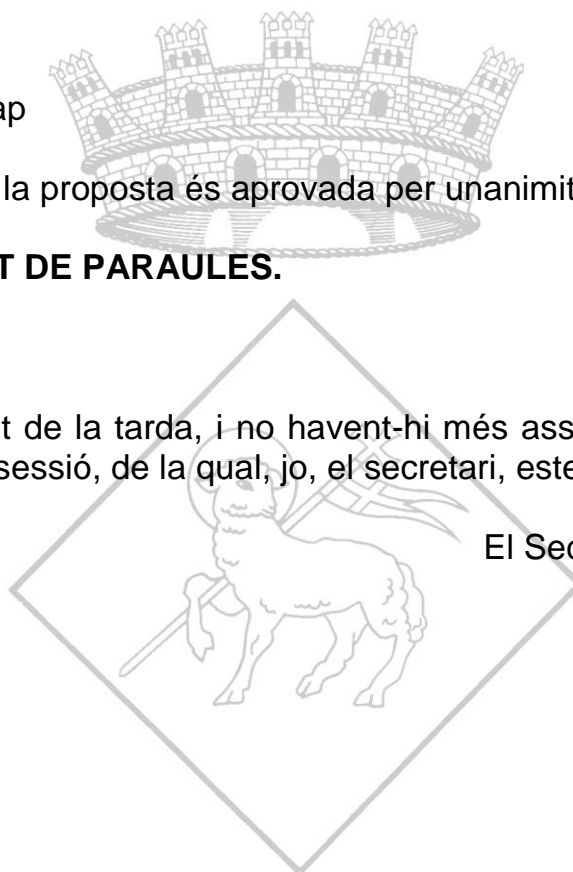 ap
la proposta és aprovada per unanimit
T DE PARAULES.
t de la tarda, i no havent-hi més ass
sessió, de la qual, jo, el secretari, este
El Sec